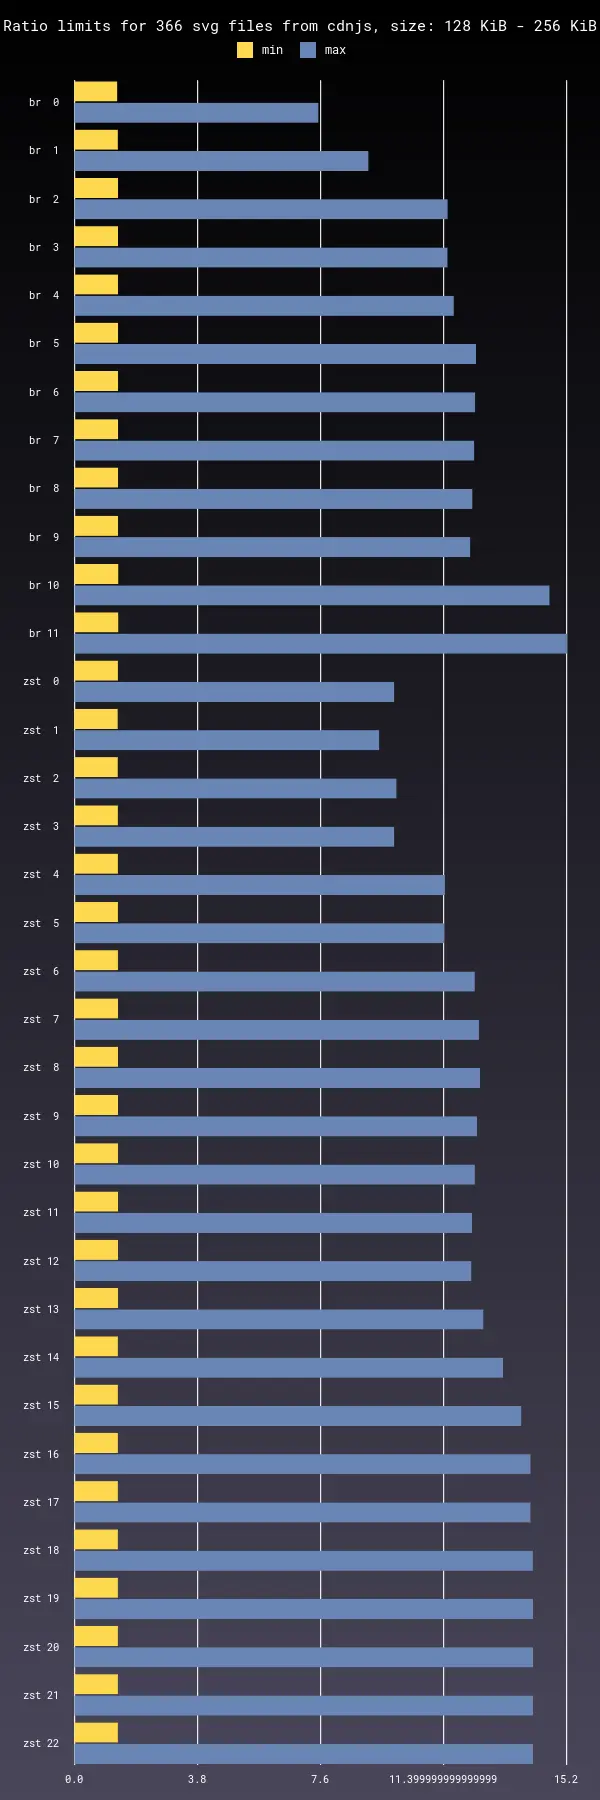 Ratio limits for 366 svg files from cdnjs, size: 128 KiB - 256 KiB
min max
br 0
br 1
br 2
br 3
br 4
br 5
br 6
br 7
br 8
br 9
br 10
br 11
zst 0
zst 1
zst 2
zst 3
zst 4
zst 5
zst 6
zst 7
zst 8
zst 9
zst 10
zst 11
zst 12
zst 13
zst 14
zst 15
zst 16
zst 17
zst 18
zst 19
zst 20
zst 21
zst 22
0.0 3.8 7.6 11.399999999999999 15.2